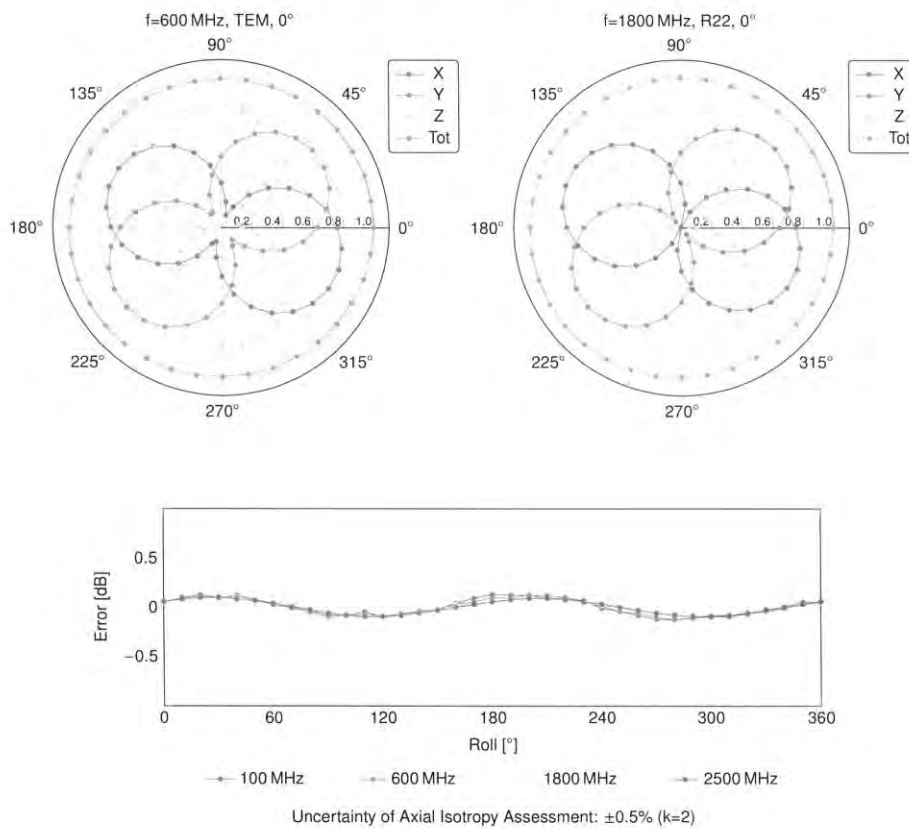 f=600 MHz, TEM, 0°
90°
135°
45°
180°
0.2 0.4 0.6 0.8 1.0
0°
225°
315°
270°
X
Y
Z
Tot
f=1800 MHz, R22, 0°
90°
135°
45°
180°
0.2 0.4 0.6 0.8 1.0
0°
225°
315°
270°
X
Y
Z
Tot
Error [dB]
0.5
0
−0.5
0 60 120 180 240 300 360
Roll [°]
100 MHz 600 MHz 1800 MHz 2500 MHz
Uncertainty of Axial Isotropy Assessment: ±0.5% (k=2)